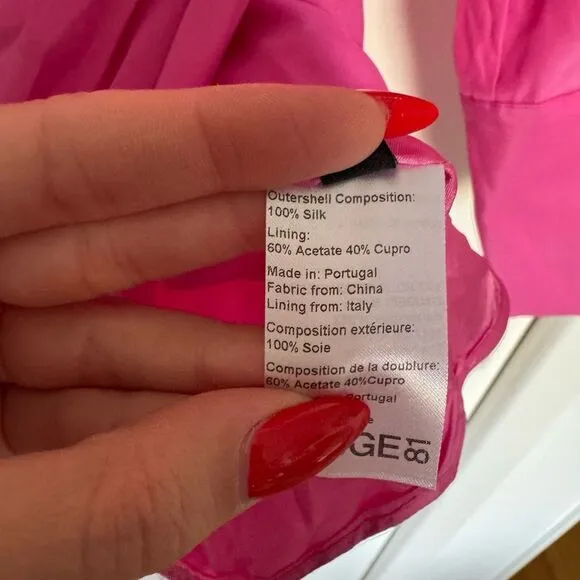 Outershell Composition:
100% Silk
Lining:
60% Acetate 40% Cupro
Made in: Portugal
Fabric from: China
Lining from: Italy
Composition extérieure:
100% Soie
Composition de la doublure:
60% Acetate 40%Cupro
Portugal
GE
81